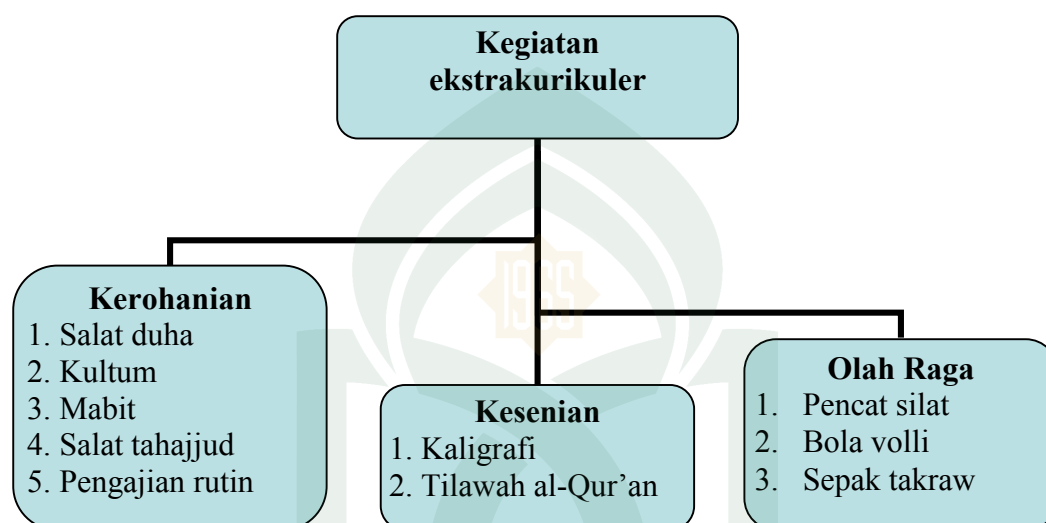 Kegiatan
ekstrakurikuler
1965
Kerohanian
1. Salat duha
2. Kultum
3. Mabit
4. Salat tahajjud
5. Pengajian rutin
Kesenian
1. Kaligrafi
2. Tilawah al-Qur’an
Olah Raga
1. Pencat silat
2. Bola volli
3. Sepak takraw